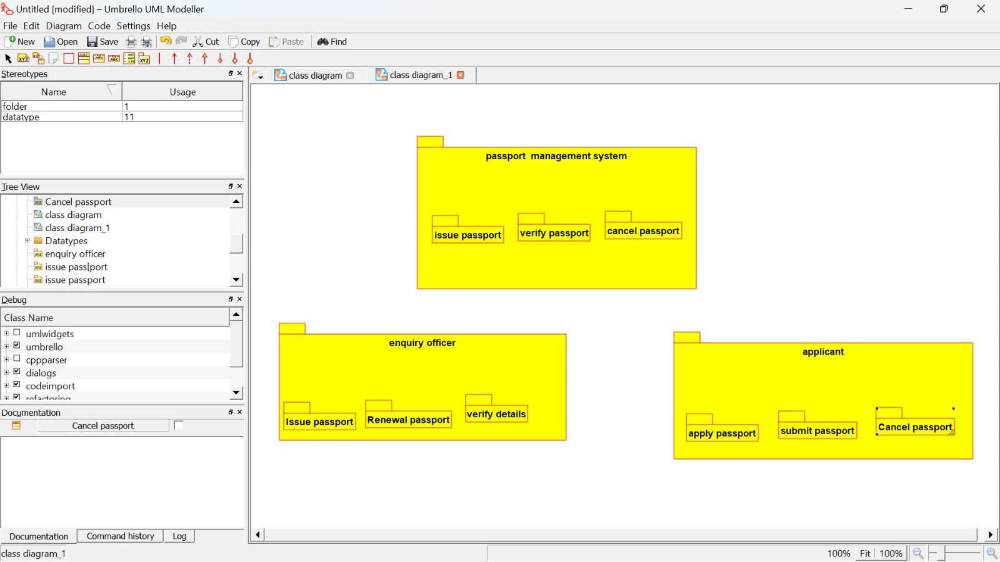 Untitled [modified] – Umbrello UML Modeller
File Edit Diagram Code Settings Help
New Open Save Cut Copy Paste Find
Stereotypes
Name Usage
folder 1
datatype 11
Tree View
Cancel passport
class diagram
class diagram_1
Datatypes
enquiry officer
issue pass[port
issue passport
Debug
Class Name
umlwidgets
umbrello
cppparser
dialogs
codeimport
refactoring
Documentation
Cancel passport
Documentation Command history Log
class diagram_1
class diagram class diagram_1
passport management system
issue passport verify passport cancel passport
enquiry officer
Issue passport Renewal passport verify details
applicant
apply passport submit passport Cancel passport
100% Fit 100%